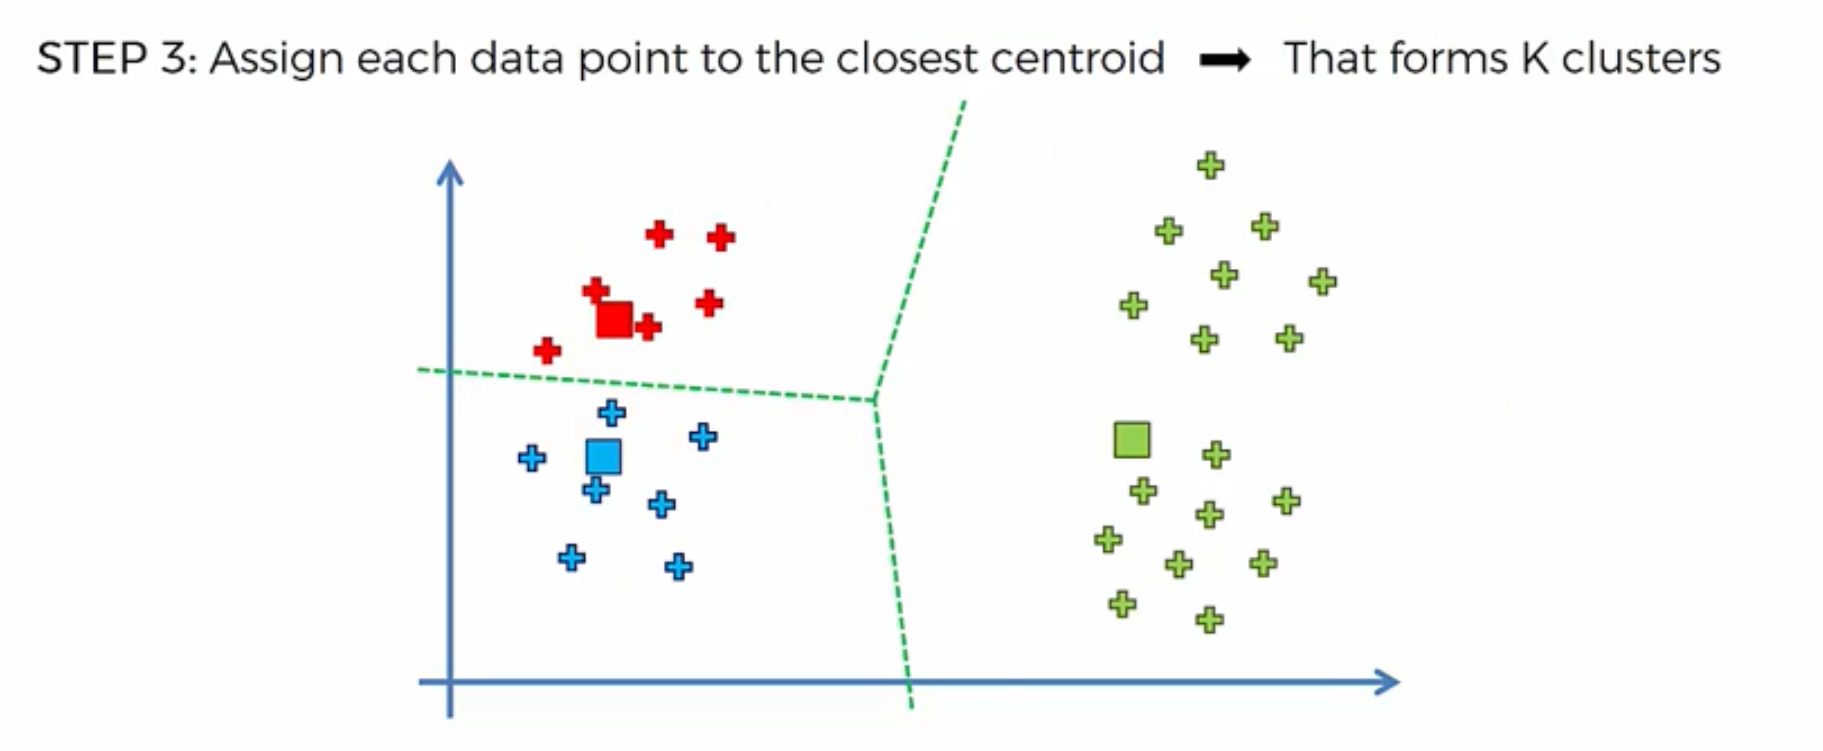 STEP 3: Assign each data point to the closest centroid ➡ That forms K clusters